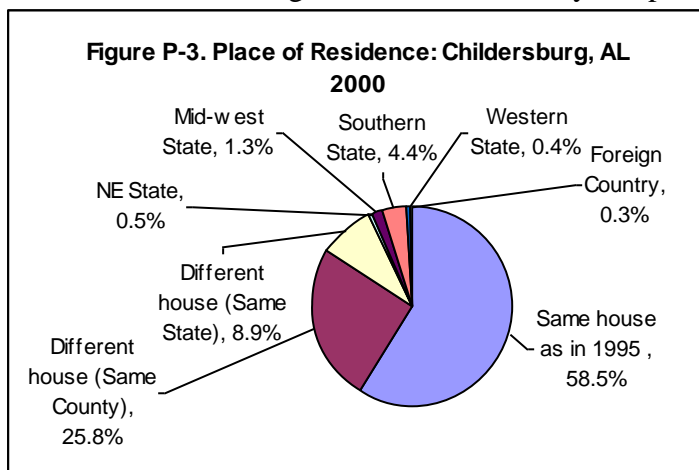 Figure P-3. Place of Residence: Childersburg, AL
2000
Mid-west
State, 1.3%
Southern
State, 4.4%
Western
State, 0.4%
Foreign
Country,
0.3%
NE State,
0.5%
Different
house (Same
State), 8.9%
Different
house (Same
County),
25.8%
Same house
as in 1995 ,
58.5%